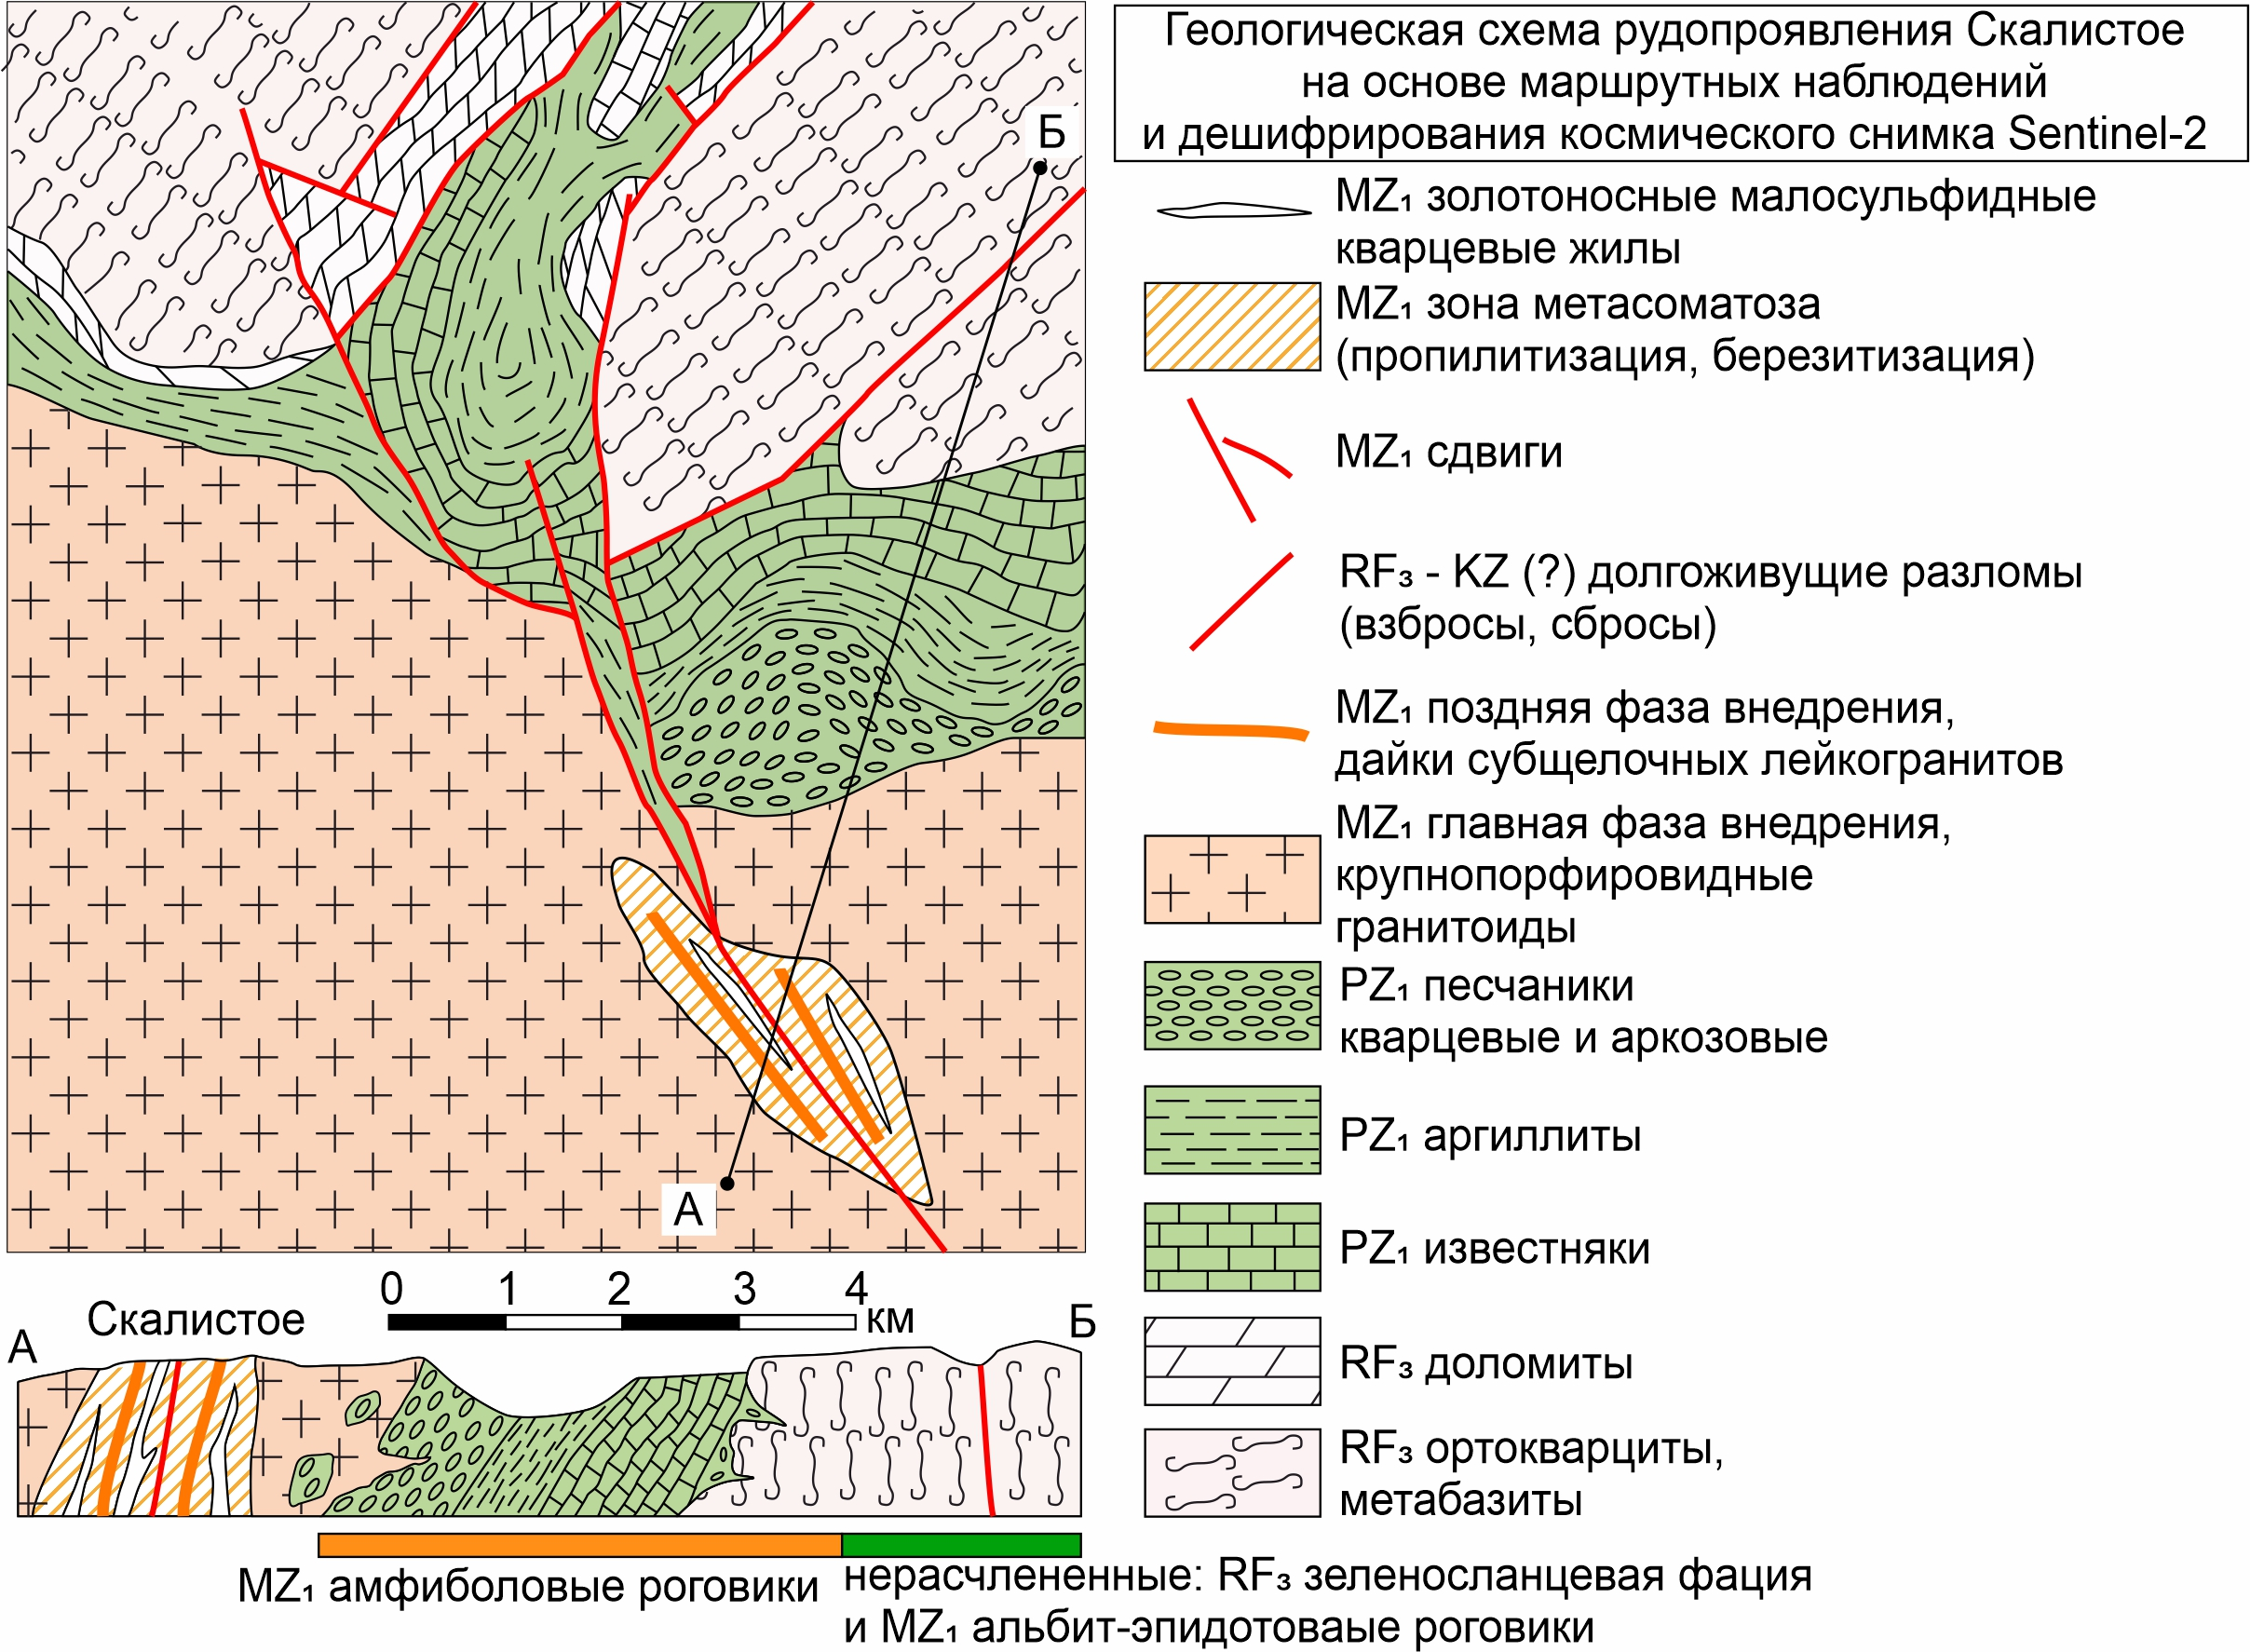 Геологическая схема рудопроявления Скалистое
на основе маршрутных наблюдений
и дешифрирования космического снимка Sentinel-2
Б
А
MZ₁ золотоносные малосульфидные
кварцевые жилы
MZ₁ зона метасоматоза
(пропилитизация, березитизация)
MZ₁ сдвиги
RF₃ - KZ (?) долгоживущие разломы
(взбросы, сбросы)
MZ₁ поздняя фаза внедрения,
дайки субщелочных лейкогранитов
MZ₁ главная фаза внедрения,
крупнопорфировидные
гранитоиды
PZ₁ песчаники
кварцевые и аркозовые
PZ₁ аргиллиты
PZ₁ известняки
RF₃ доломиты
RF₃ ортокварциты,
метабазиты
0 1 2 3 4
км
Скалистое
А
Б
MZ₁ амфиболовые роговики
нерасчлененные: RF₃ зеленосланцевая фация
и MZ₁ альбит-эпидотоваые роговики